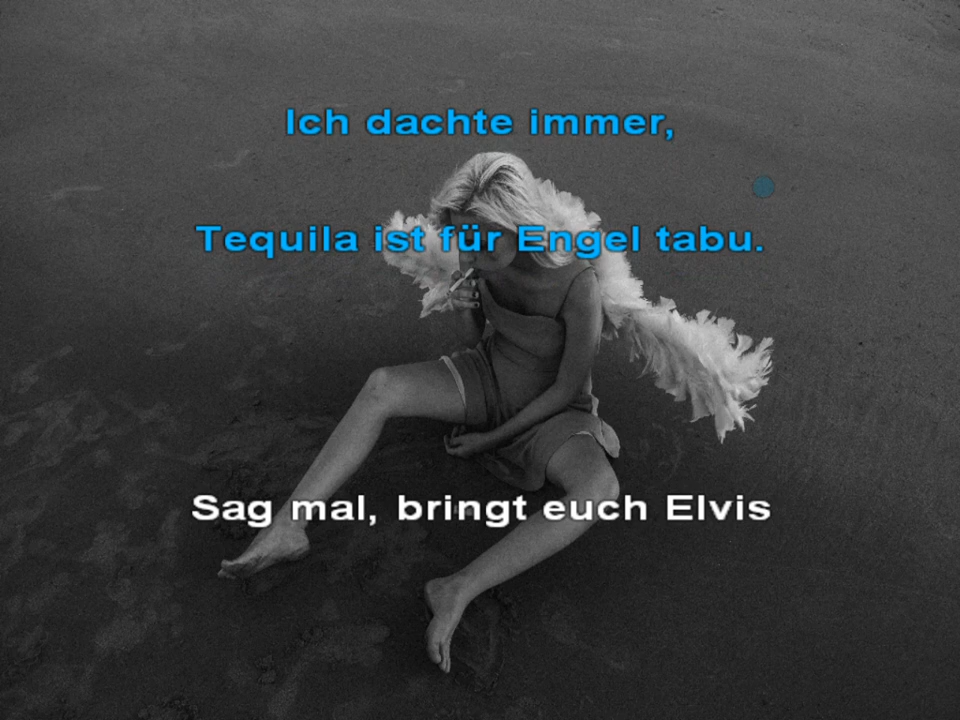 Ich dachte immer,
Tequila ist für Engel tabu.
Sag mal, bringt euch Elvis